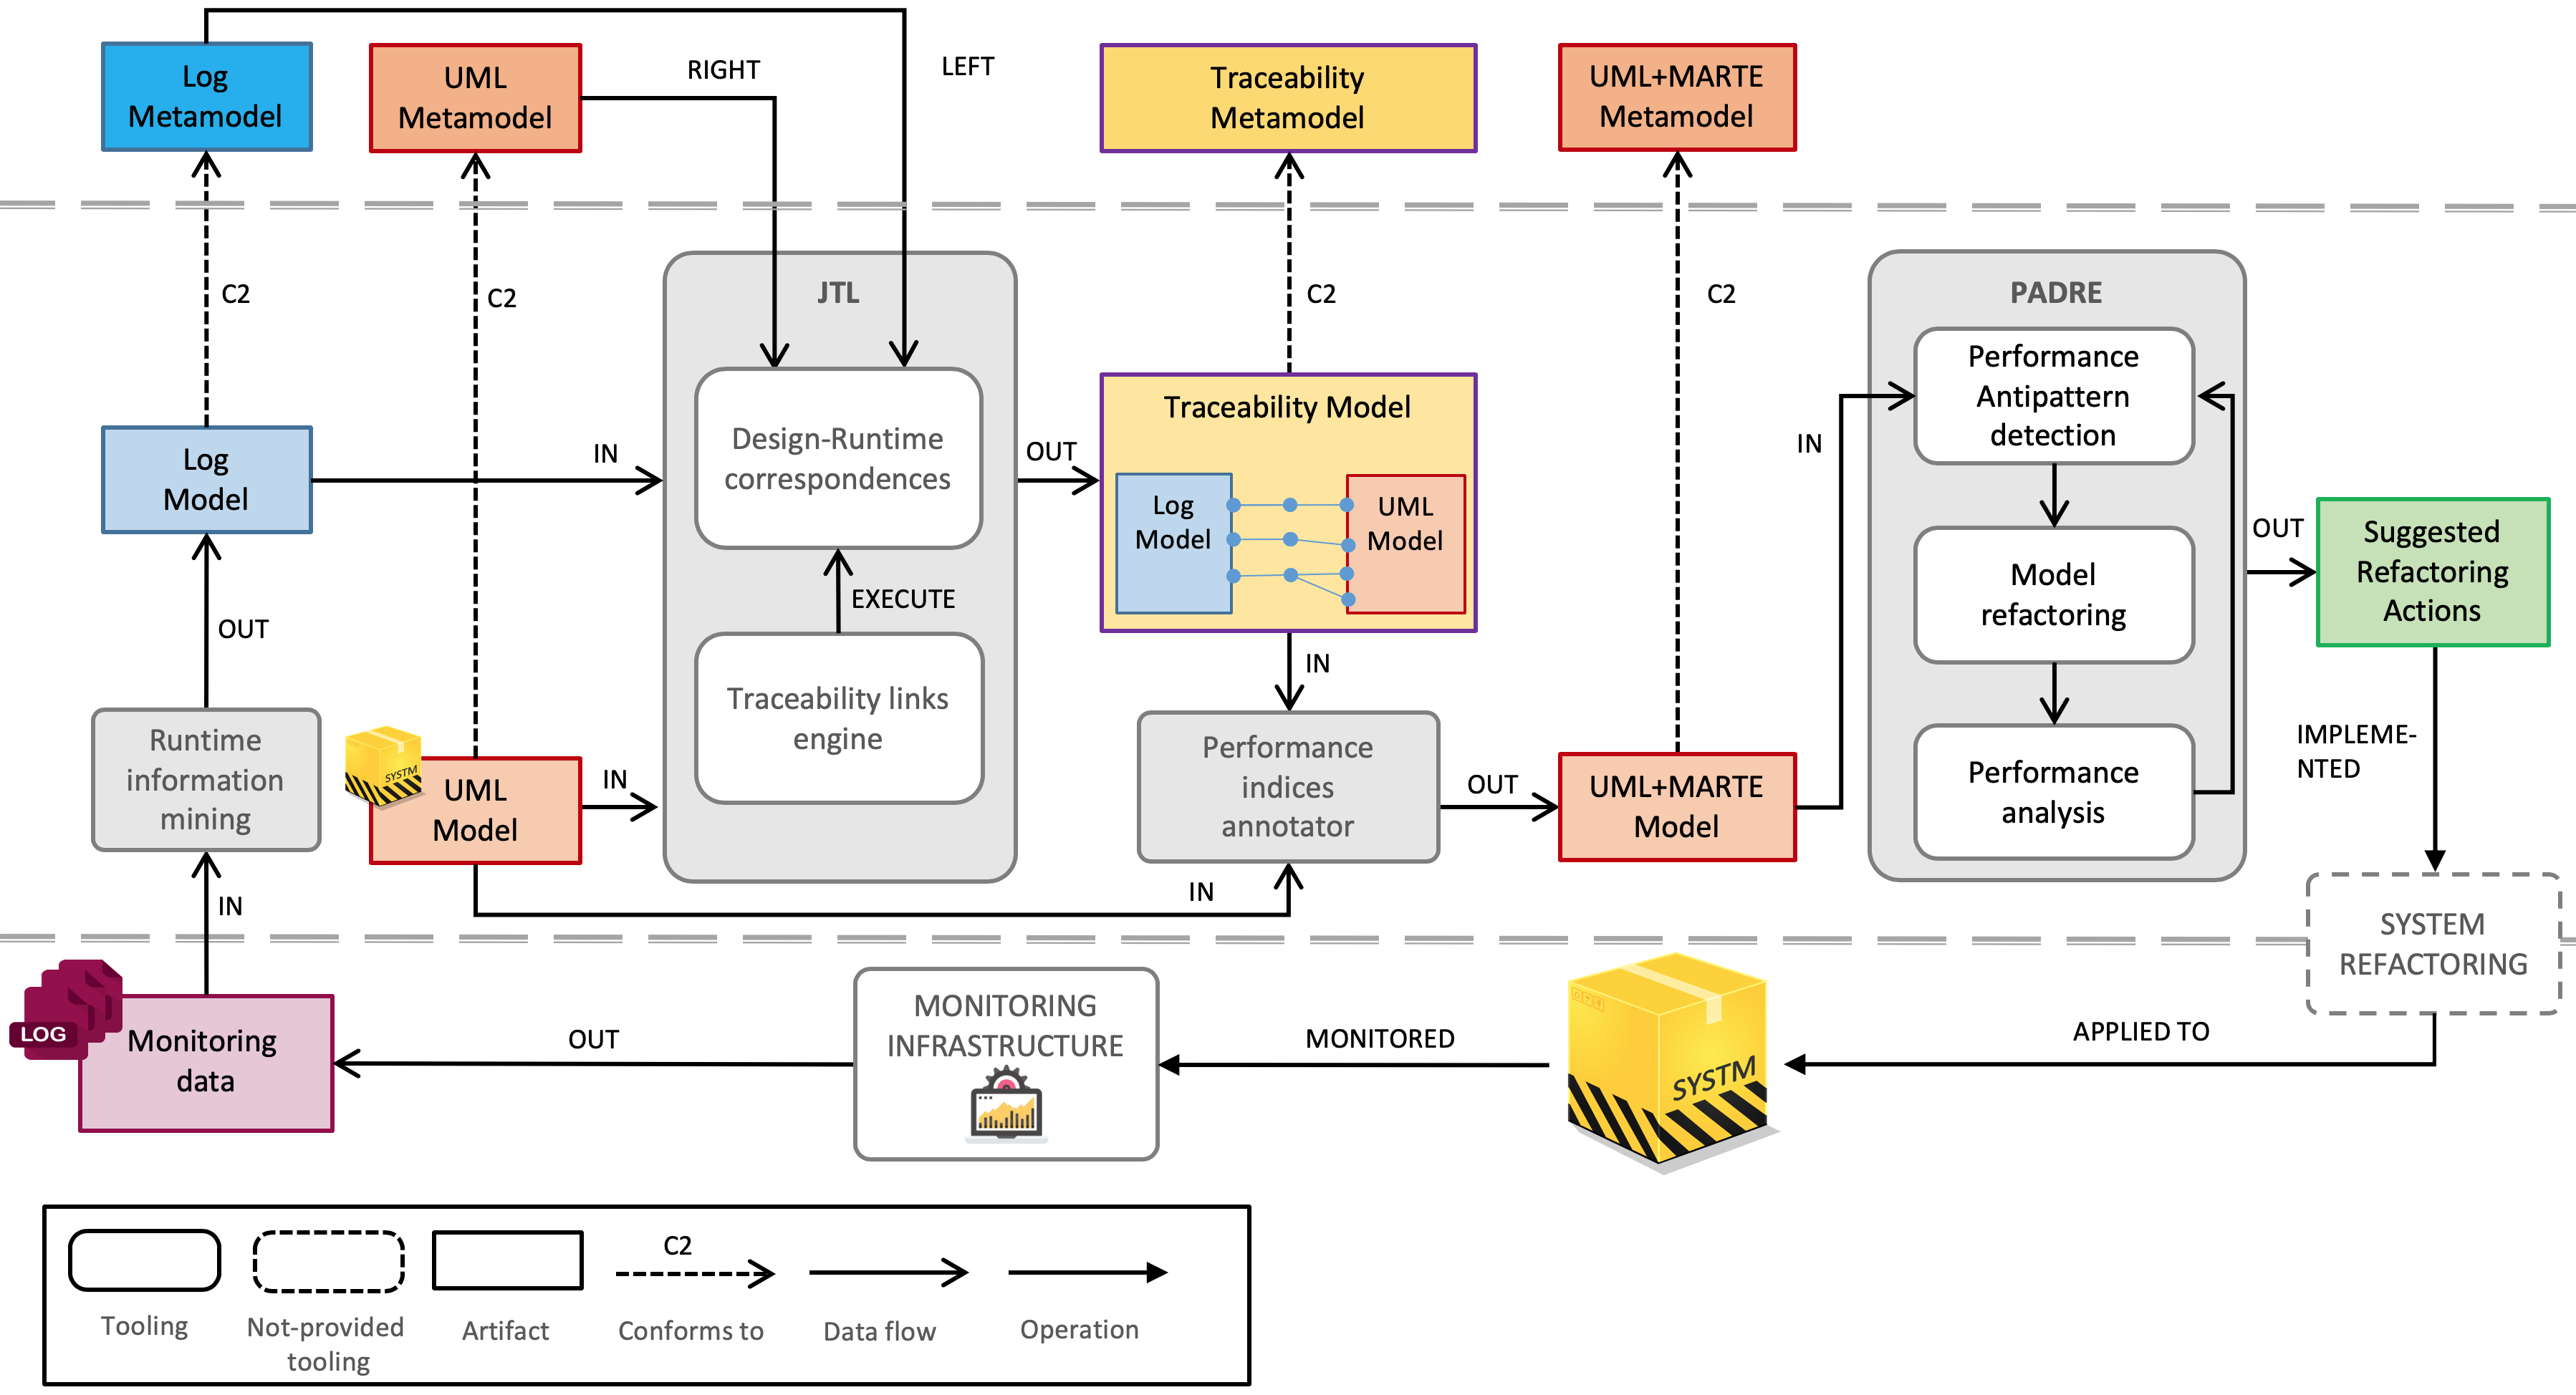 Log
Metamodel
UML
Metamodel
RIGHT
LEFT
Traceability
Metamodel
UML+MARTE
Metamodel
C2
C2
C2
C2
JTL
PADRE
Log
Model
IN
Design-Runtime
correspondences
OUT
Traceability Model
Log
Model
UML
Model
IN
Performance
Antipattern
detection
Model
refactoring
Performance
analysis
OUT
Suggested
Refactoring
Actions
OUT
EXECUTE
Traceability links
engine
IN
Runtime
information
mining
SYSTM
UML
Model
IN
Performance
indices
annotator
OUT
UML+MARTE
Model
IMPLEME-
NTED
IN
IN
SYSTEM
REFACTORING
LOG
Monitoring
data
OUT
MONITORING
INFRASTRUCTURE
MONITORED
SYSTM
APPLIED TO
C2
Tooling
Not-provided
tooling
Artifact
Conforms to
Data flow
Operation